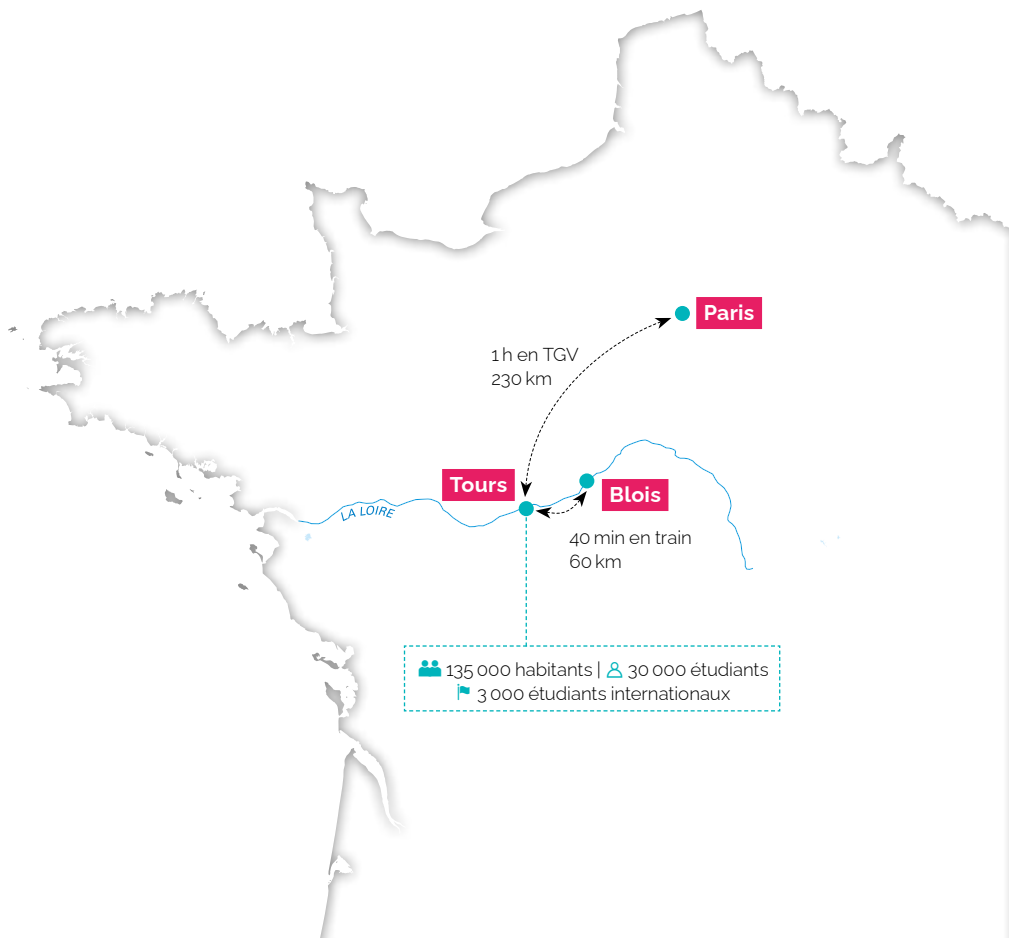 Paris
1 h en TGV
230 km
Tours
Blois
LA LOIRE
40 min en train
60 km
135 000 habitants | 30 000 étudiants
3 000 étudiants internationaux